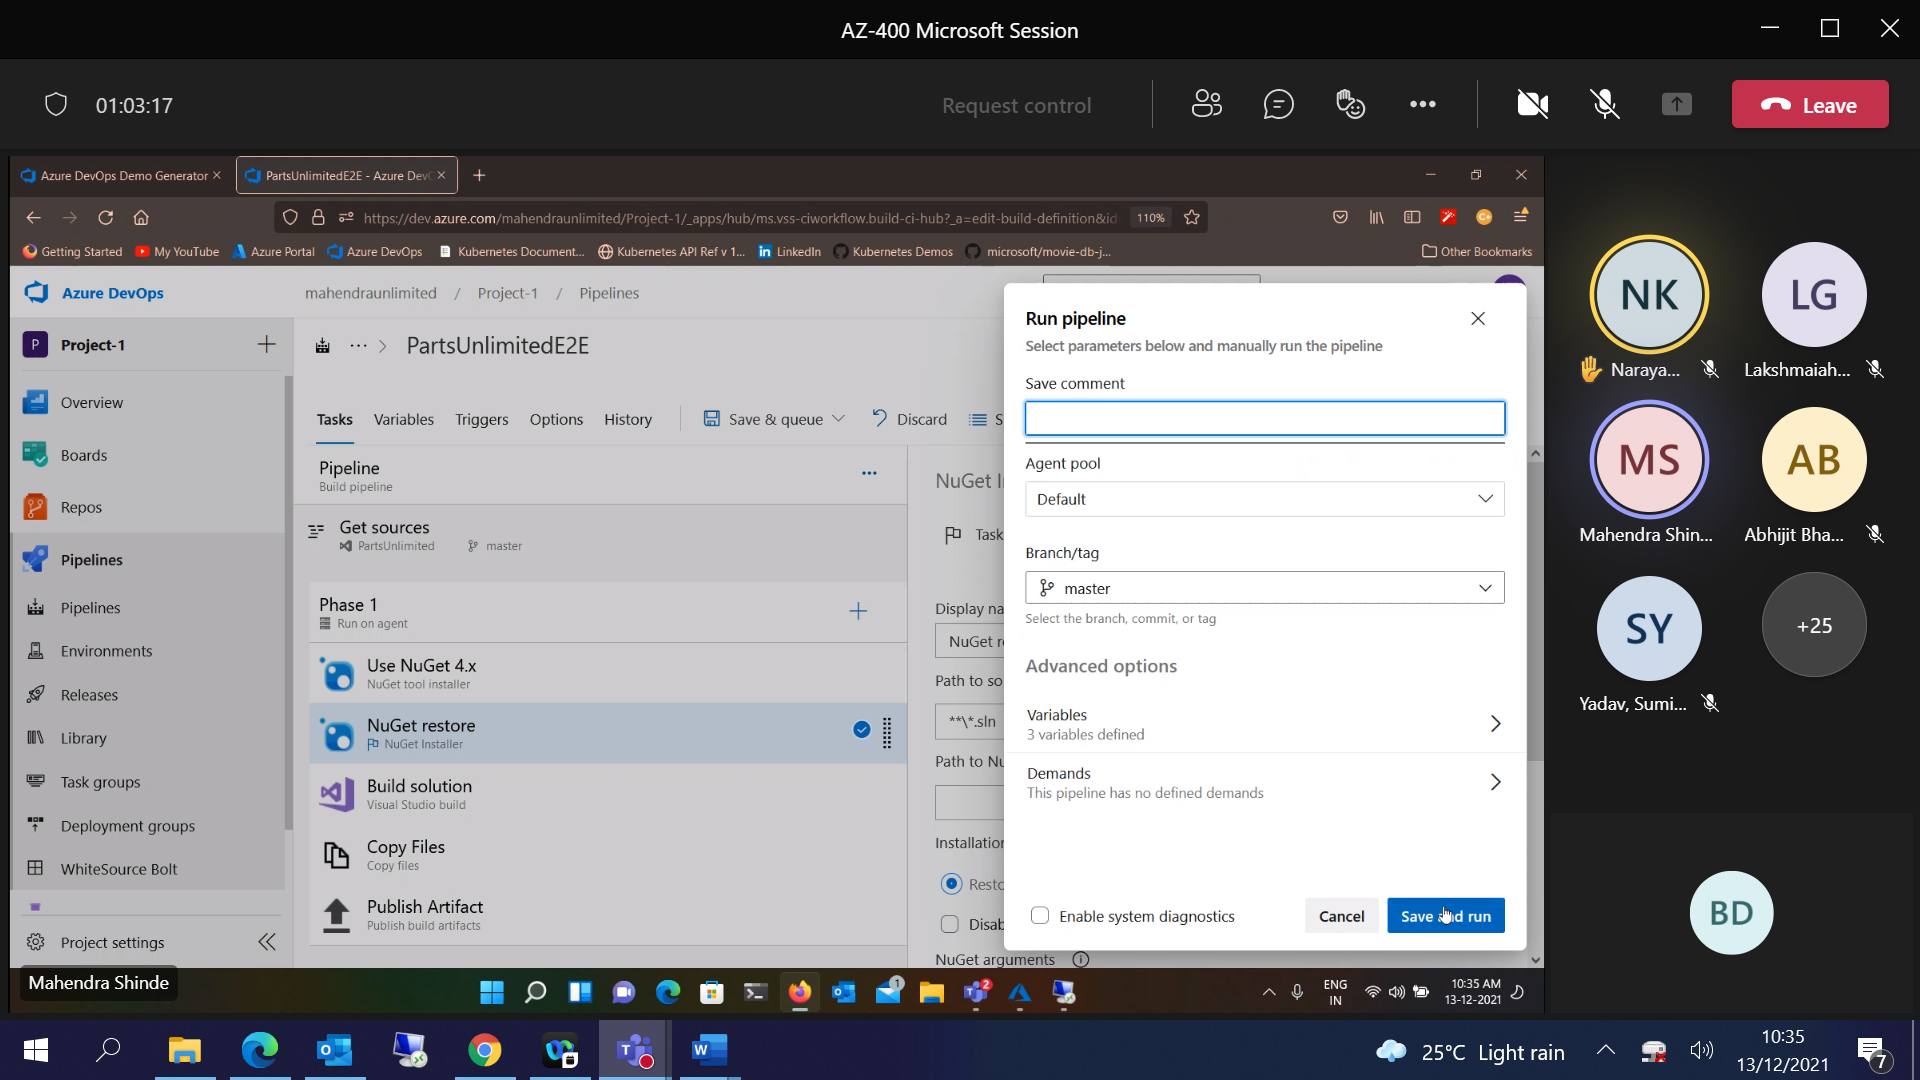 AZ-400 Microsoft Session
01:03:17
Request control
Leave
Azure DevOps Demo Generator
PartsUnlimitedE2E - Azure Dev
https://dev.azure.com/mahendraunlimited/Project-1/_apps/hub/ms.vss-ciworkflow.build-ci-hub?_a=edit-build-definition&id
110%
Getting Started
My YouTube
Azure Portal
Azure DevOps
Kubernetes Document...
Kubernetes API Ref v 1...
LinkedIn
Kubernetes Demos
microsoft/movie-db-j...
Other Bookmarks
Azure DevOps
mahendraunlimited / Project-1 / Pipelines
P
Project-1
Overview
Boards
Repos
Pipelines
Pipelines
Environments
Releases
Library
Task groups
Deployment groups
WhiteSource Bolt
Project settings
Mahendra Shinde
PartsUnlimitedE2E
Tasks
Variables
Triggers
Options
History
Save & queue
Discard
S
Pipeline
Build pipeline
Get sources
PartsUnlimited
master
Phase 1
Run on agent
Use NuGet 4.x
NuGet tool installer
NuGet restore
NuGet Installer
Build solution
Visual Studio build
Copy Files
Copy files
Publish Artifact
Publish build artifacts
NuGet I
Task
Display na
NuGet r
Path to so
**\*.sln
Path to Nu
Installation
Resto
Disab
NuGet arguments
Run pipeline
Select parameters below and manually run the pipeline
Save comment
Agent pool
Default
Branch/tag
master
Select the branch, commit, or tag
Advanced options
Variables
3 variables defined
Demands
This pipeline has no defined demands
Enable system diagnostics
Cancel
Save and run
NK
Naraya...
LG
Lakshmaiah...
MS
Mahendra Shin...
AB
Abhijit Bha...
SY
Yadav, Sumi...
+25
BD
1
2
ENG
IN
10:35 AM
13-12-2021
25°C Light rain
10:35
13/12/2021
7